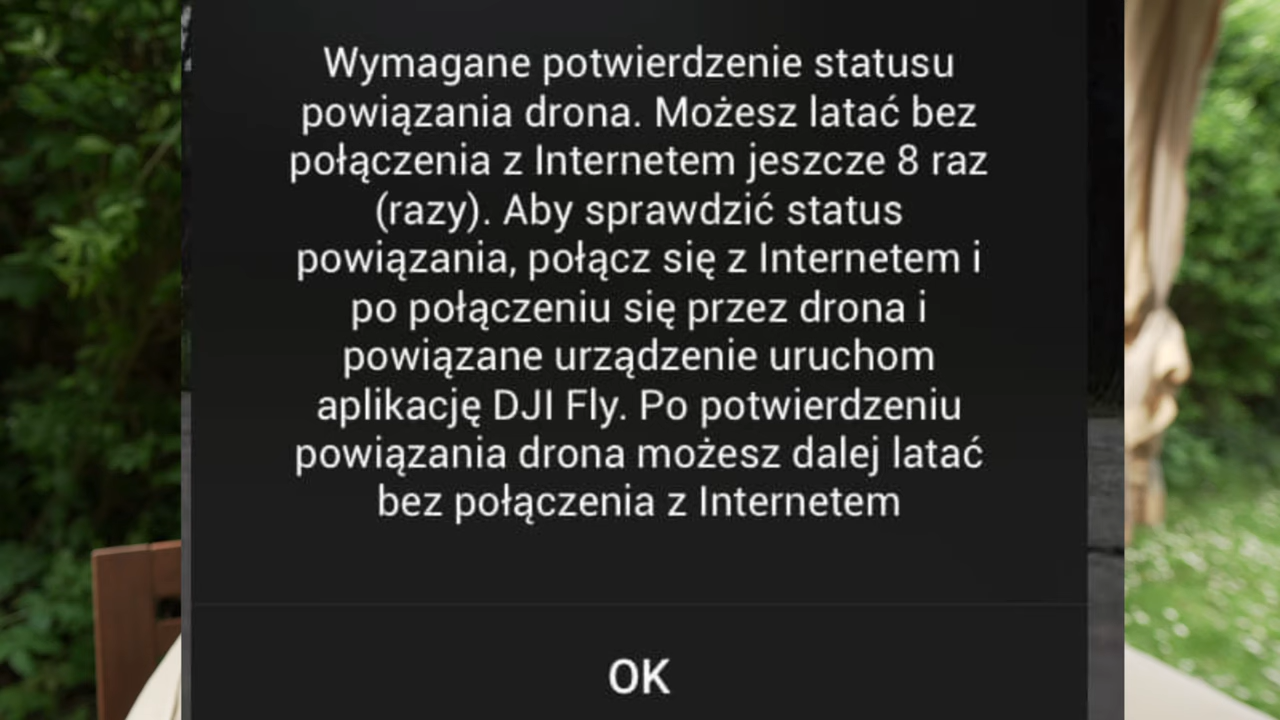 Wymagane potwierdzenie statusu
powiązania drona. Możesz latać bez
połączenia z Internetem jeszcze 8 raz
(razy). Aby sprawdzić status
powiązania, połącz się z Internetem i
po połączeniu się przez drona i
powiązane urządzenie uruchom
aplikację DJI Fly. Po potwierdzeniu
powiązania drona możesz dalej latać
bez połączenia z Internetem
OK